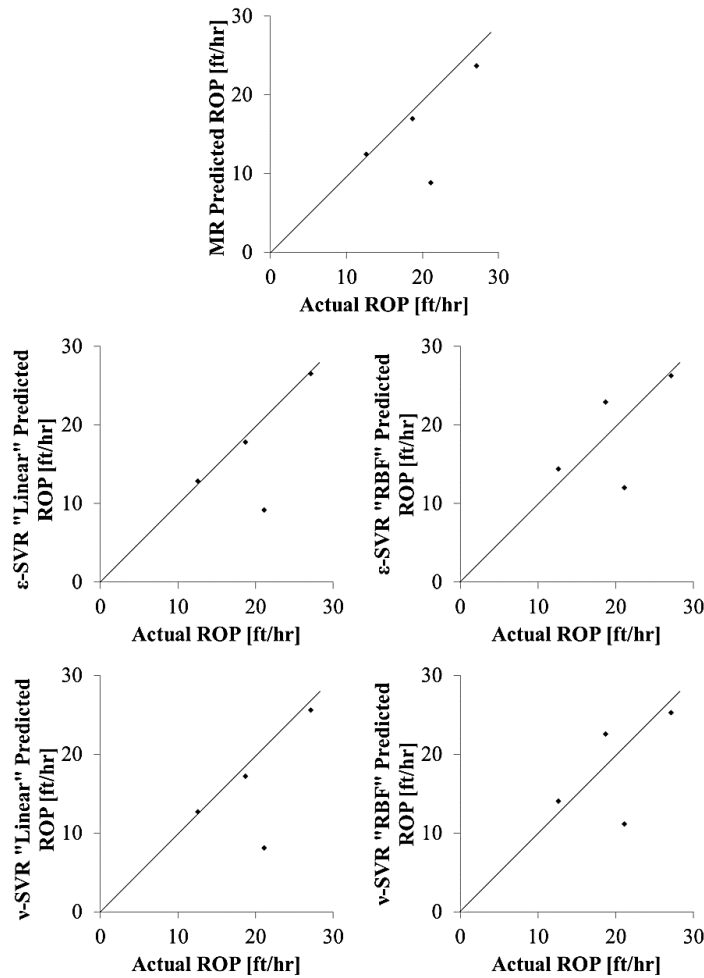 MR Predicted ROP [ft/hr]
30
20
10
0
0 10 20 30
Actual ROP [ft/hr]
ε-SVR "Linear" Predicted
ROP [ft/hr]
30
20
10
0
0 10 20 30
Actual ROP [ft/hr]
ε-SVR "RBF" Predicted
ROP [ft/hr]
30
20
10
0
0 10 20 30
Actual ROP [ft/hr]
ν-SVR "Linear" Predicted
ROP [ft/hr]
30
20
10
0
0 10 20 30
Actual ROP [ft/hr]
ν-SVR "RBF" Predicted
ROP [ft/hr]
30
20
10
0
0 10 20 30
Actual ROP [ft/hr]